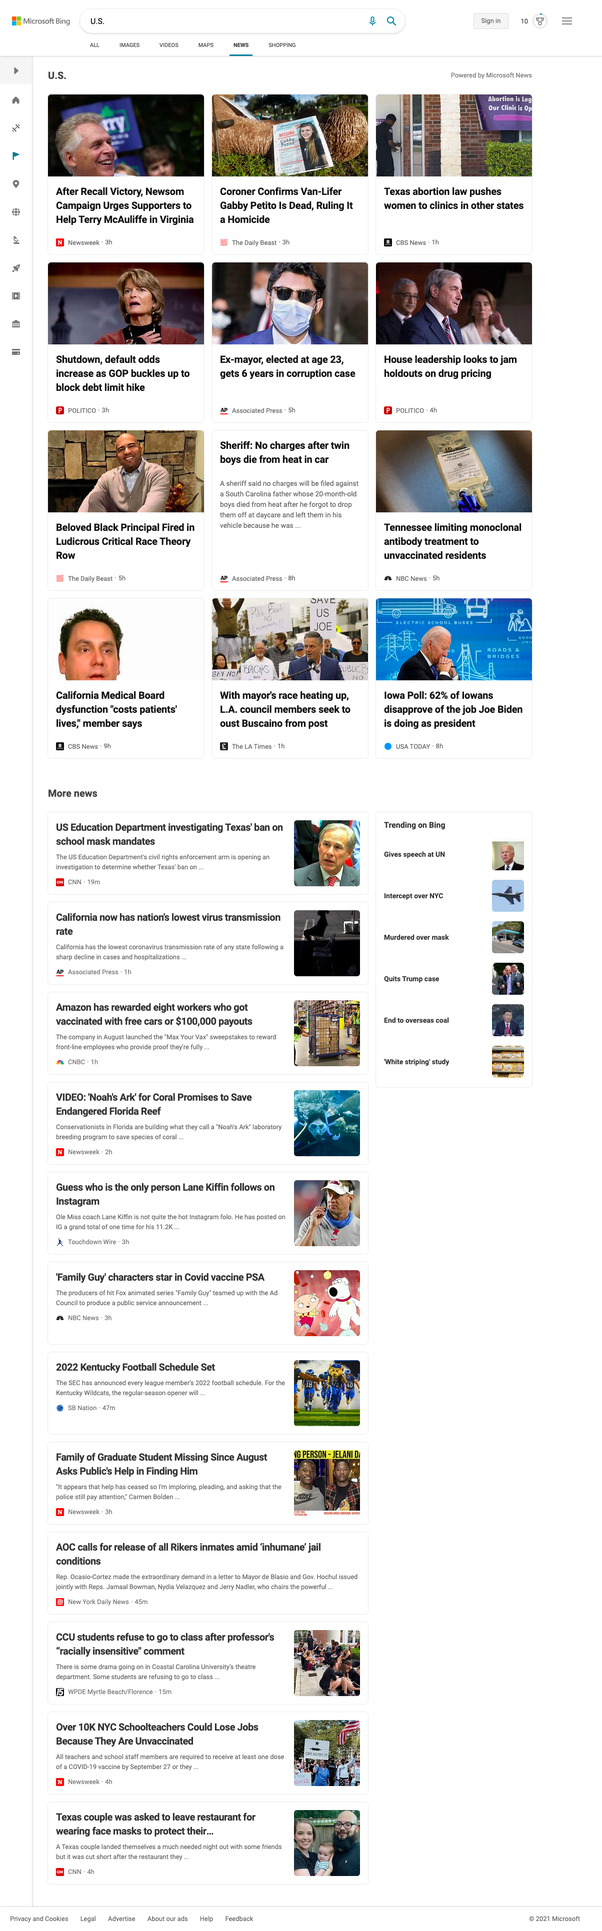 Microsoft Bing
U.S.
Sign in
10
ALL
IMAGES
VIDEOS
MAPS
NEWS
SHOPPING
U.S.
Powered by Microsoft News
After Recall Victory, Newsom
Campaign Urges Supporters to
Help Terry McAuliffe in Virginia
Newsweek · 3h
Coroner Confirms Van-Lifer
Gabby Petito Is Dead, Ruling It
a Homicide
The Daily Beast · 3h
Abortion is Leg
Our Clinic is Op
Texas abortion law pushes
women to clinics in other states
CBS News · 1h
Shutdown, default odds
increase as GOP buckles up to
block debt limit hike
POLITICO · 3h
Ex-mayor, elected at age 23,
gets 6 years in corruption case
AP Associated Press · 5h
House leadership looks to jam
holdouts on drug pricing
POLITICO · 4h
Beloved Black Principal Fired in
Ludicrous Critical Race Theory
Row
The Daily Beast · 5h
Sheriff: No charges after twin
boys die from heat in car
A sheriff said no charges will be filed against
a South Carolina father whose 20-month-old
boys died from heat after he forgot to drop
them off at daycare and left them in his
vehicle because he was ...
AP Associated Press · 8h
Tennessee limiting monoclonal
antibody treatment to
unvaccinated residents
NBC News · 5h
California Medical Board
dysfunction "costs patients'
lives," member says
CBS News · 9h
SAVE
US
JOE
With mayor's race heating up,
L.A. council members seek to
oust Buscaino from post
The LA Times · 1h
ELECTRIC SCHOOL BUSES
ROADS &
BRIDGES
Iowa Poll: 62% of Iowans
disapprove of the job Joe Biden
is doing as president
USA TODAY · 8h
More news
US Education Department investigating Texas' ban on
school mask mandates
The US Education Department's civil rights enforcement arm is opening an
investigation to determine whether Texas' ban on ...
CNN · 19m
California now has nation's lowest virus transmission
rate
California has the lowest coronavirus transmission rate of any state following a
sharp decline in cases and hospitalizations ...
AP Associated Press · 1h
Amazon has rewarded eight workers who got
vaccinated with free cars or $100,000 payouts
The company in August launched the "Max Your Vax" sweepstakes to reward
front-line employees who provide proof they're fully ...
CNBC · 1h
VIDEO: 'Noah's Ark' for Coral Promises to Save
Endangered Florida Reef
Conservationists in Florida are building what they call a "Noah's Ark" laboratory
breeding program to save species of coral ...
Newsweek · 2h
Guess who is the only person Lane Kiffin follows on
Instagram
Ole Miss coach Lane Kiffin is not quite the hot Instagram folo. He has posted on
IG a grand total of one time for his 11.2K ...
Touchdown Wire · 3h
'Family Guy' characters star in Covid vaccine PSA
The producers of hit Fox animated series "Family Guy" teamed up with the Ad
Council to produce a public service announcement ...
NBC News · 3h
2022 Kentucky Football Schedule Set
The SEC has announced every league member's 2022 football schedule. For the
Kentucky Wildcats, the regular-season opener will ...
SB Nation · 47m
Family of Graduate Student Missing Since August
Asks Public's Help in Finding Him
"It appears that help has ceased so I'm imploring, pleading, and asking that the
police still pay attention," Carmen Bolden ...
Newsweek · 3h
NG PERSON - JELANI DA
AOC calls for release of all Rikers inmates amid 'inhumane' jail
conditions
Rep. Ocasio-Cortez made the extraordinary demand in a letter to Mayor de Blasio and Gov. Hochul issued
jointly with Reps. Jamaal Bowman, Nydia Velazquez and Jerry Nadler, who chairs the powerful ...
New York Daily News · 45m
CCU students refuse to go to class after professor's
"racially insensitive" comment
There is some drama going on in Coastal Carolina University's theatre
department. Some students are refusing to go to class ...
WPDE Myrtle Beach/Florence · 15m
Over 10K NYC Schoolteachers Could Lose Jobs
Because They Are Unvaccinated
All teachers and school staff members are required to receive at least one dose
of a COVID-19 vaccine by September 27 or they ...
Newsweek · 4h
Texas couple was asked to leave restaurant for
wearing face masks to protect their...
A Texas couple landed themselves a much needed night out with some friends
but it was cut short after the restaurant they ...
CNN · 4h
Trending on Bing
Gives speech at UN
Intercept over NYC
Murdered over mask
Quits Trump case
End to overseas coal
'White striping' study
Privacy and Cookies
Legal
Advertise
About our ads
Help
Feedback
© 2021 Microsoft